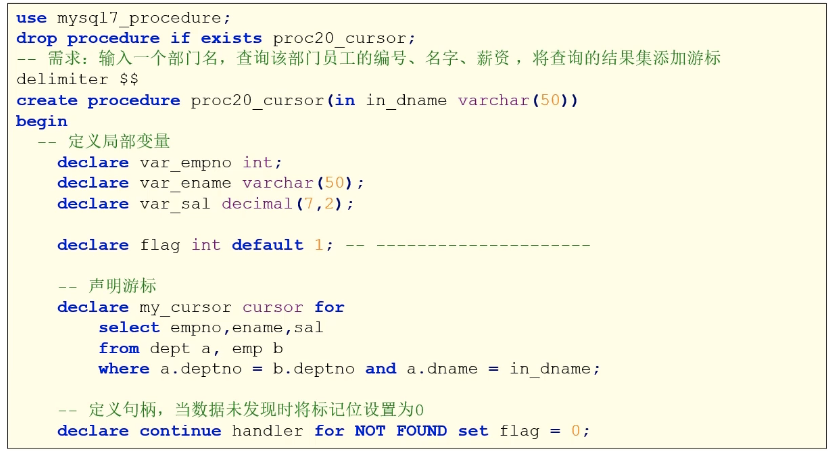 use mysql7_procedure;
drop procedure if exists proc20_cursor;
-- 需求：输入一个部门名，查询该部门员工的编号、名字、薪资 ，将查询的结果集添加游标
delimiter $$
create procedure proc20_cursor(in in_dname varchar(50))
begin
-- 定义局部变量
declare var_empno int;
declare var_ename varchar(50);
declare var_sal decimal(7,2);
declare flag int default 1; -- ---------------------
-- 声明游标
declare my_cursor cursor for
select empno,ename,sal
from dept a, emp b
where a.deptno = b.deptno and a.dname = in_dname;
-- 定义句柄，当数据未发现时将标记位设置为0
declare continue handler for NOT FOUND set flag = 0;